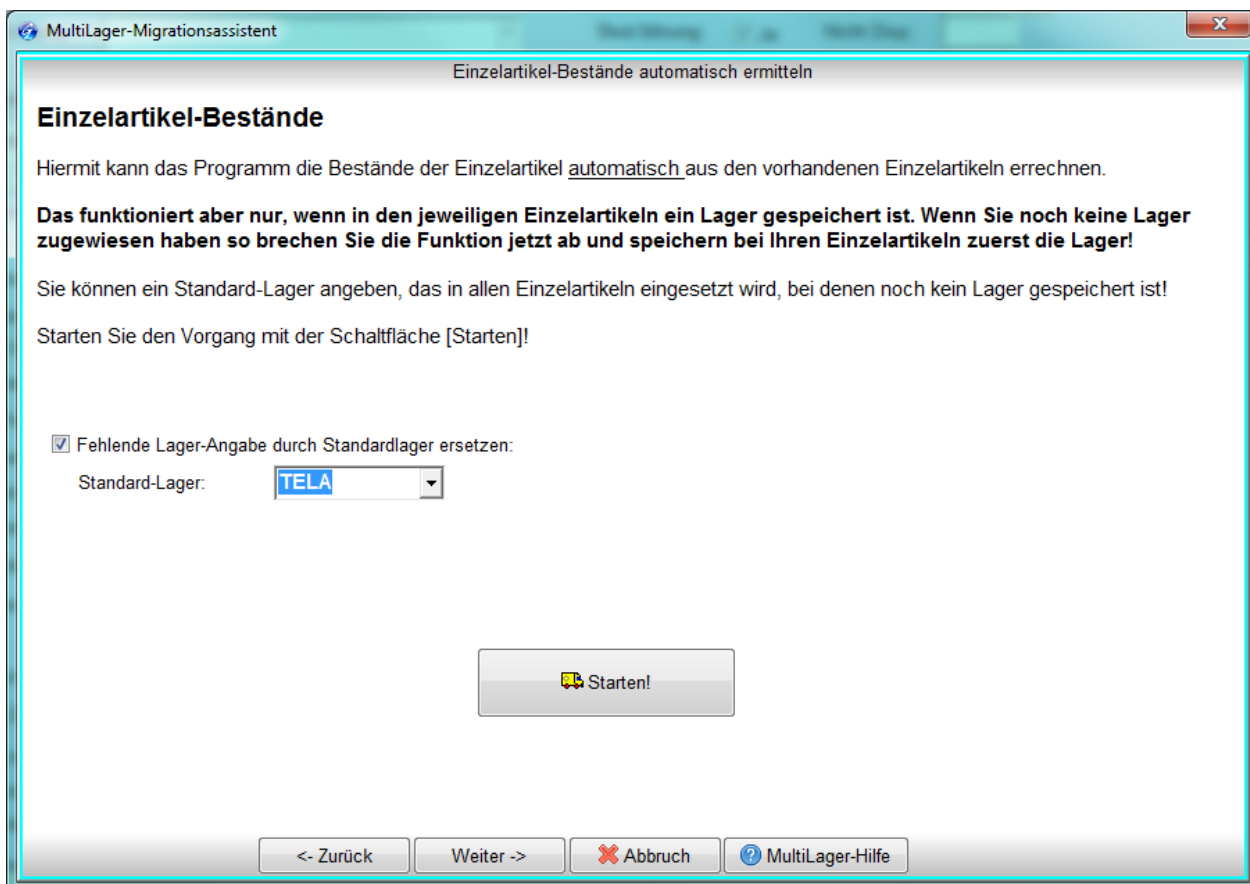 MultiLager-Migrationsassistent
Einzelartikel-Bestände automatisch ermitteln
Einzelartikel-Bestände
Hiermit kann das Programm die Bestände der Einzelartikel automatisch aus den vorhandenen Einzelartikeln errechnen.
Das funktioniert aber nur, wenn in den jeweiligen Einzelartikeln ein Lager gespeichert ist. Wenn Sie noch keine Lager
zugewiesen haben so brechen Sie die Funktion jetzt ab und speichern bei Ihren Einzelartikeln zuerst die Lager!
Sie können ein Standard-Lager angeben, das in allen Einzelartikeln eingesetzt wird, bei denen noch kein Lager gespeichert ist!
Starten Sie den Vorgang mit der Schaltfläche [Starten]!
Fehlende Lager-Angabe durch Standardlager ersetzen:
Standard-Lager: TELA
Starten!
<- Zurück Weiter -> Abbruch MultiLager-Hilfe